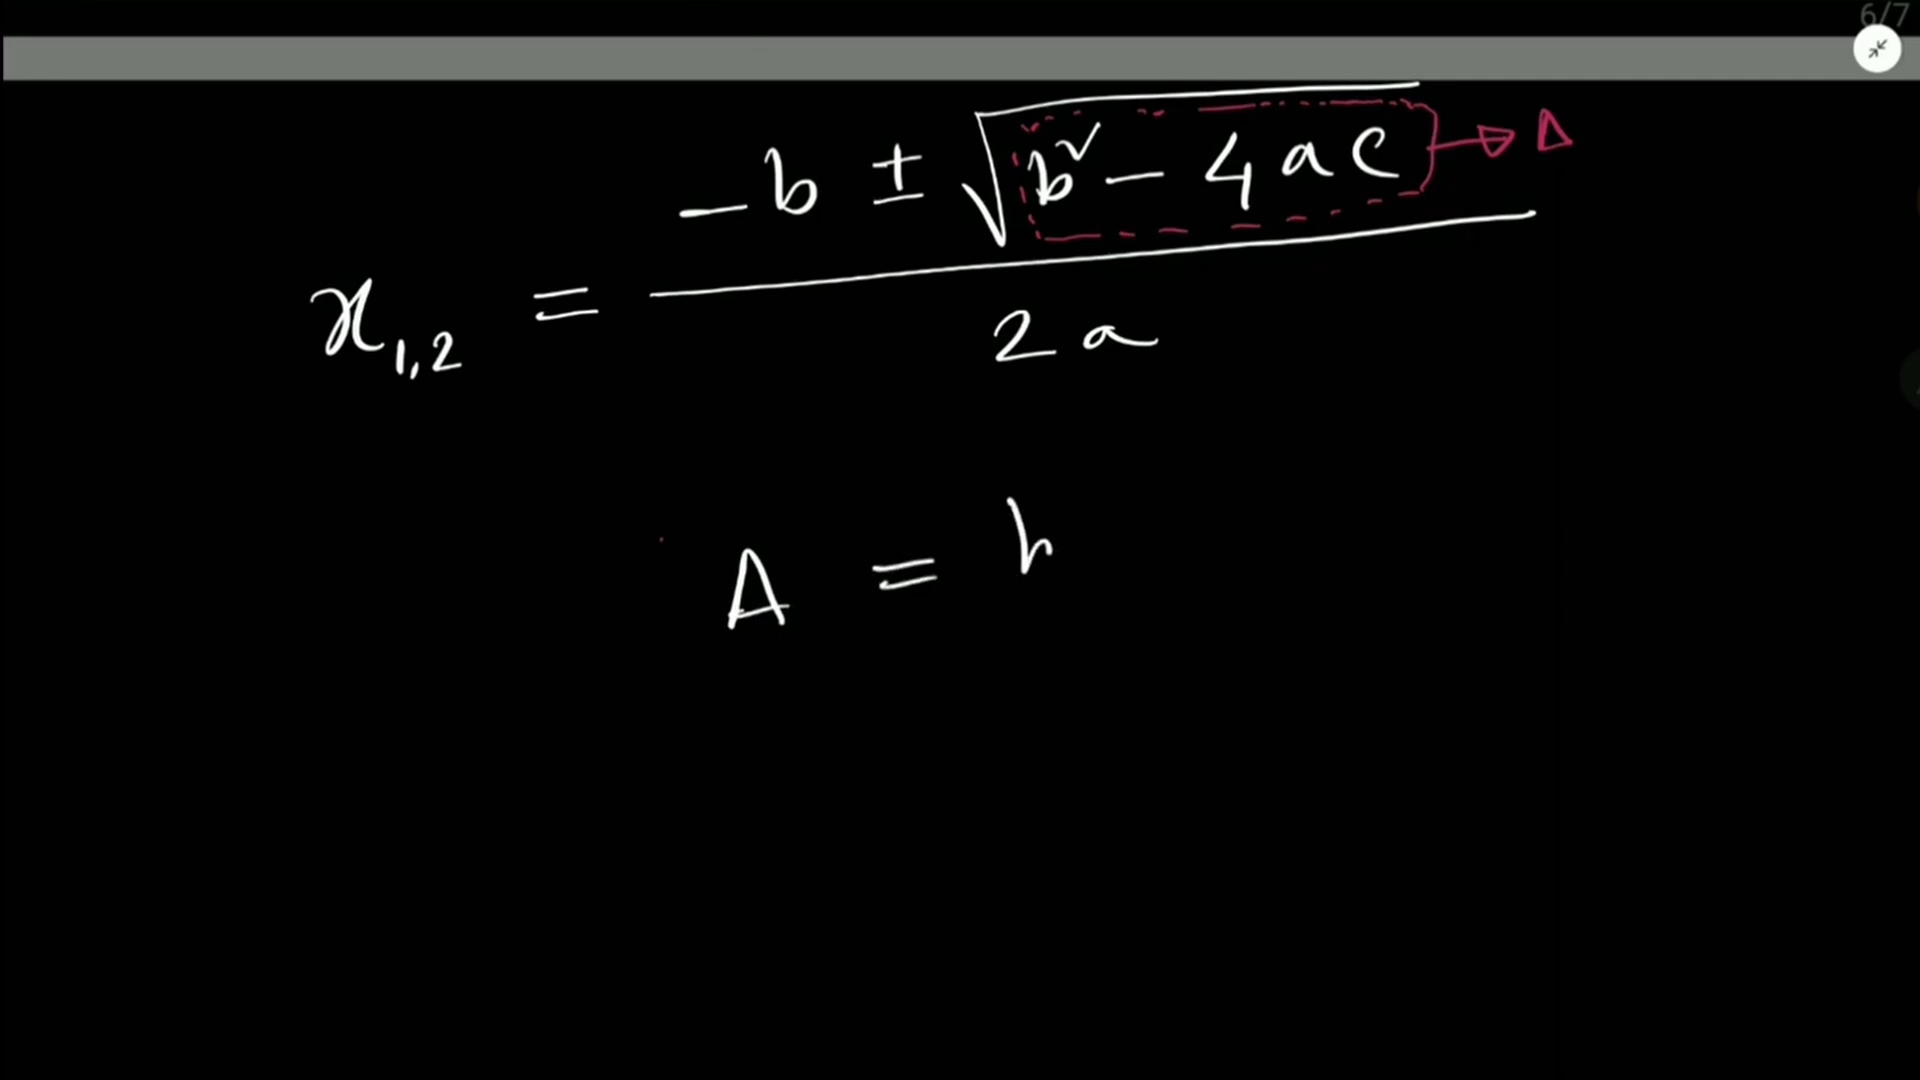 6/7
x₁,₂ = (-b ± √(b² - 4ac)) / 2a → Δ
Δ = b